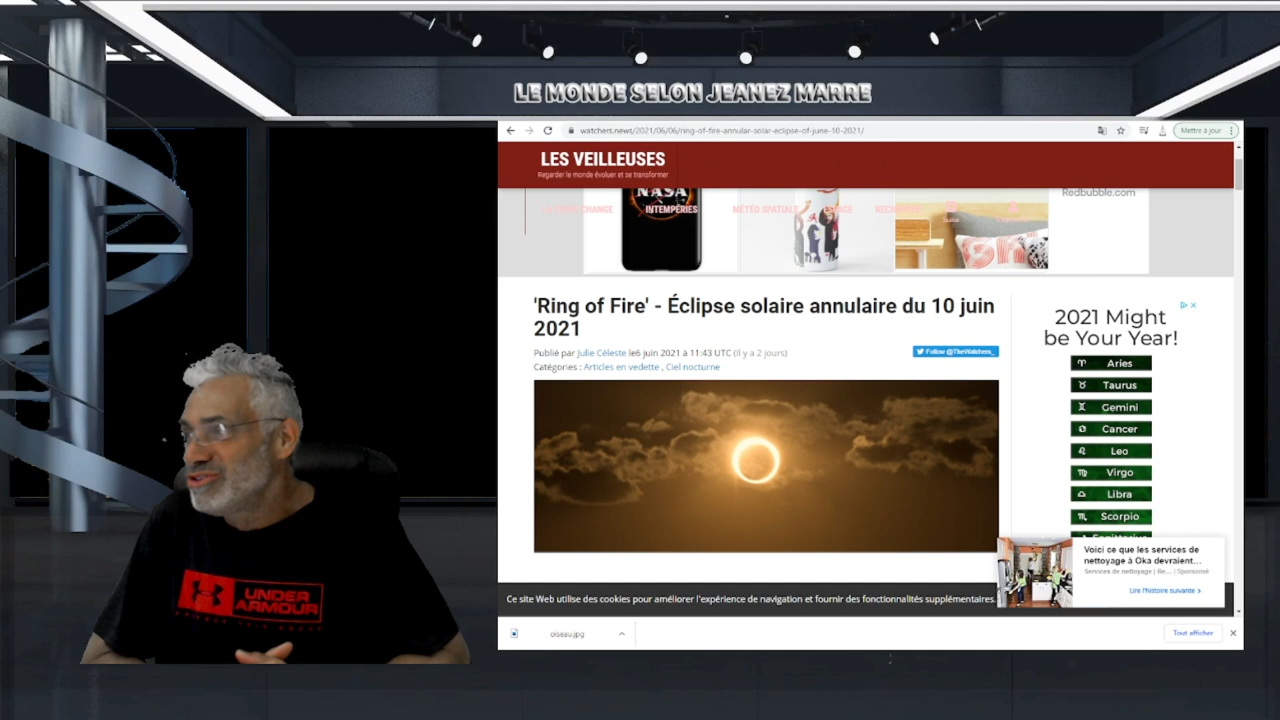 LE MONDE SELON JEANEZ MARRE
watchers.news/2021/06/06/ring-of-fire-annular-solar-eclipse-of-june-10-2021/
Mettre à jour
LES VEILLEUSES
Regarder le monde évoluer et se transformer
NASA
Redbubble.com
CHANGE
INTEMPÉRIES
MÉTÉO SPATIALE
'Ring of Fire' - Éclipse solaire annulaire du 10 juin
2021
Publié par Julie Céleste le6 juin 2021 à 11:43 UTC (Il y a 2 jours)
Follow @TheWatchers_
Catégories : Articles en vedette , Ciel nocturne
2021 Might
be Your Year!
Aries
Taurus
Gemini
Cancer
Leo
Virgo
Libra
Scorpio
Voici ce que les services de
nettoyage à Oka devraient...
Services de nettoyage | Re... | Sponsorisé
Lire l'histoire suivante >
Ce site Web utilise des cookies pour améliorer l'expérience de navigation et fournir des fonctionnalités supplémentaires.
oiseau.jpg
Tout afficher
UNDER
ARMOUR